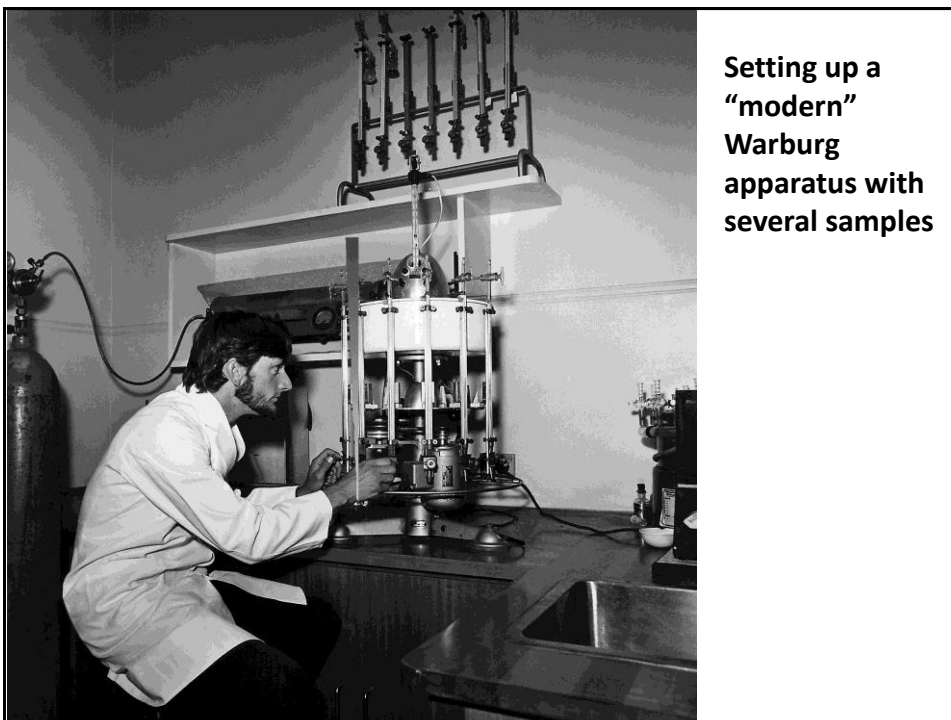 Setting up a
“modern”
Warburg
apparatus with
several samples